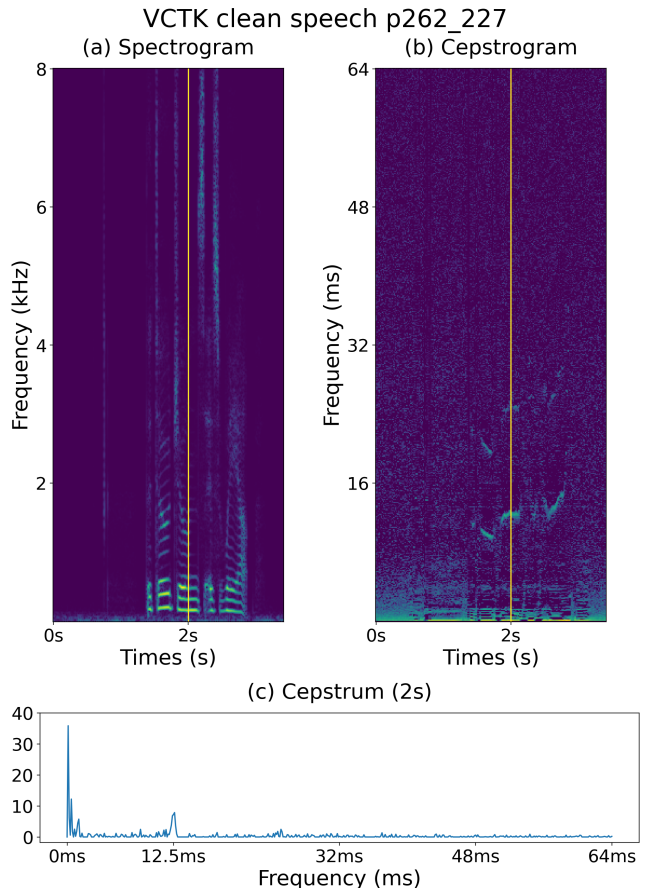 VCTK clean speech p262_227
(a) Spectrogram
(b) Cepstrogram
8
6
4
2
Frequency (kHz)
0s
2s
Times (s)
64
48
32
16
Frequency (ms)
0s
2s
Times (s)
(c) Cepstrum (2s)
40
30
20
10
0
0ms
12.5ms
32ms
48ms
64ms
Frequency (ms)